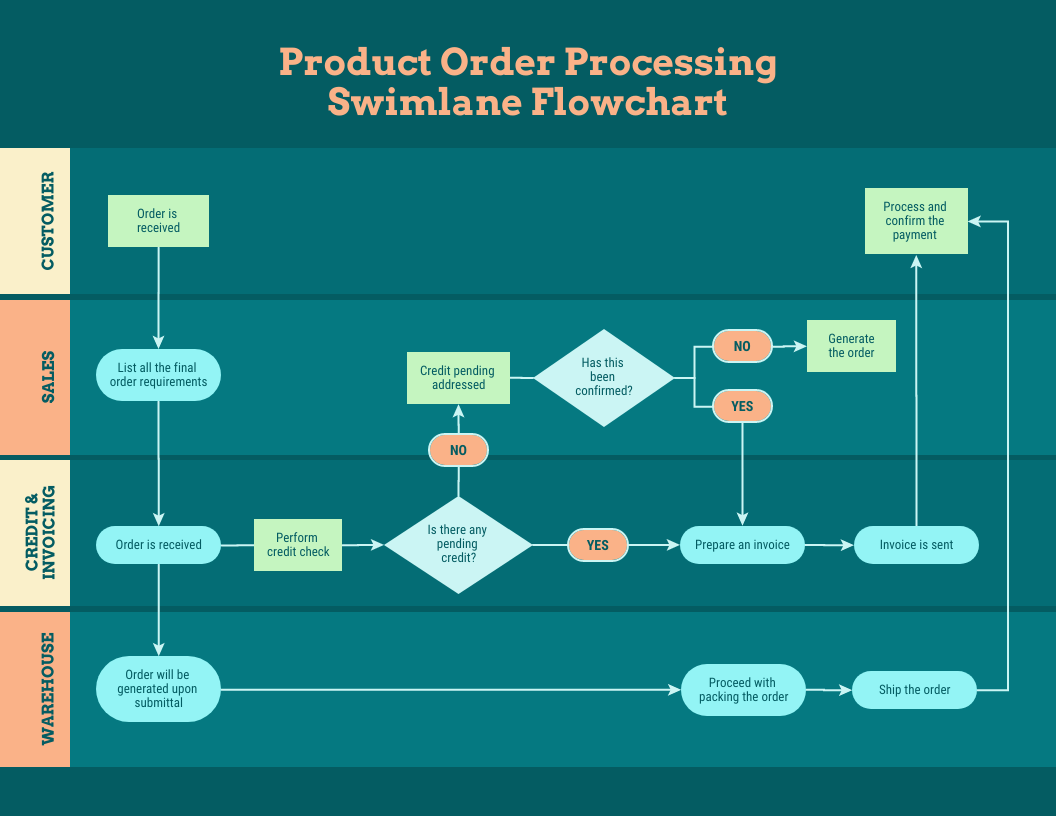 Product Order Processing
Swimlane Flowchart
CUSTOMER
Order is
received
Process and
confirm the
payment
SALES
List all the final
order requirements
Credit pending
addressed
Has this
been
confirmed?
NO
YES
Generate
the order
NO
CREDIT &
INVOICING
Order is received
Perform
credit check
Is there any
pending
credit?
YES
Prepare an invoice
Invoice is sent
WAREHOUSE
Order will be
generated upon
submittal
Proceed with
packing the order
Ship the order